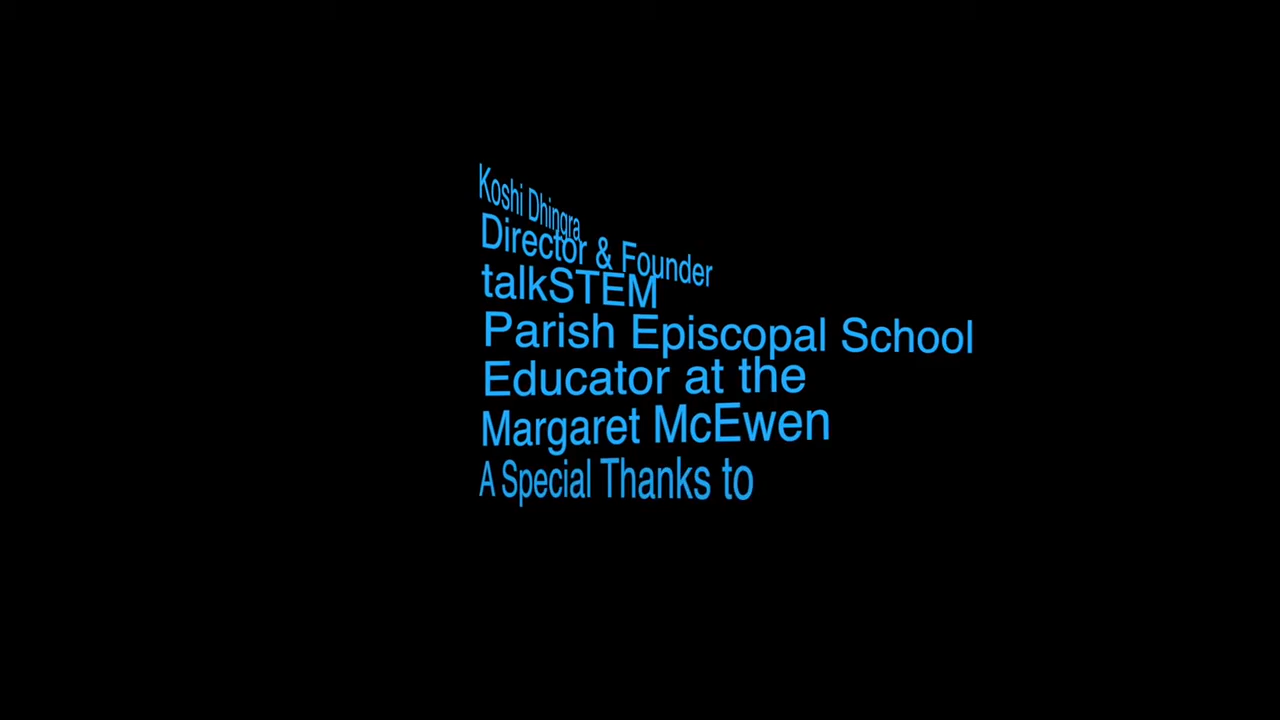 Koshi Dhingra
Director & Founder
talkSTEM
Parish Episcopal School
Educator at the
Margaret McEwen
A Special Thanks to